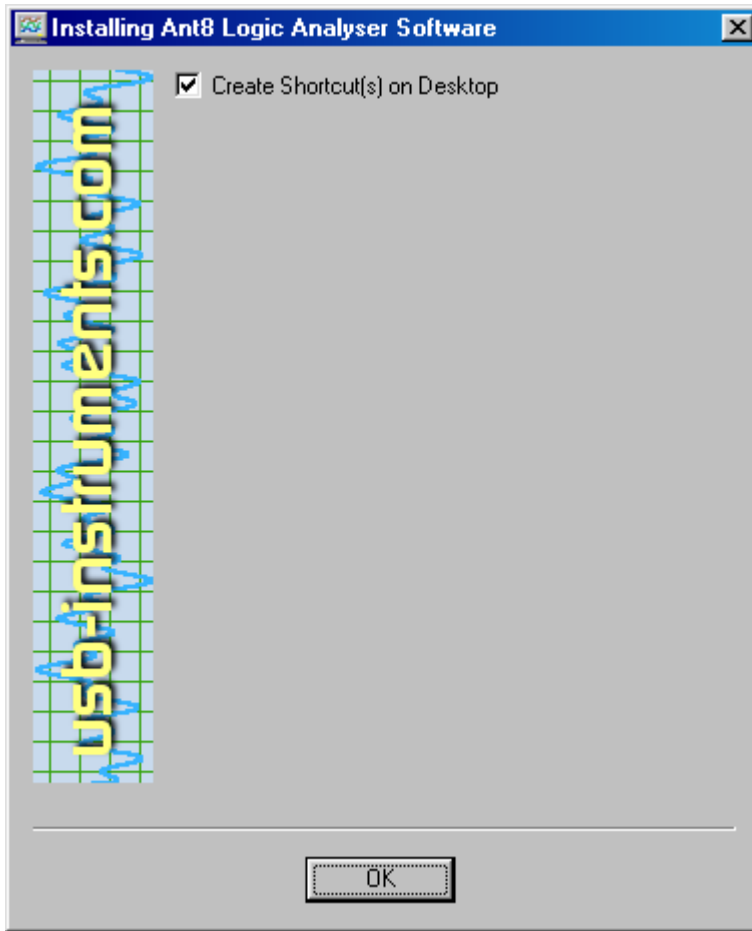 Installing Ant8 Logic Analyser Software
Create Shortcut(s) on Desktop
usb-instruments.com
OK